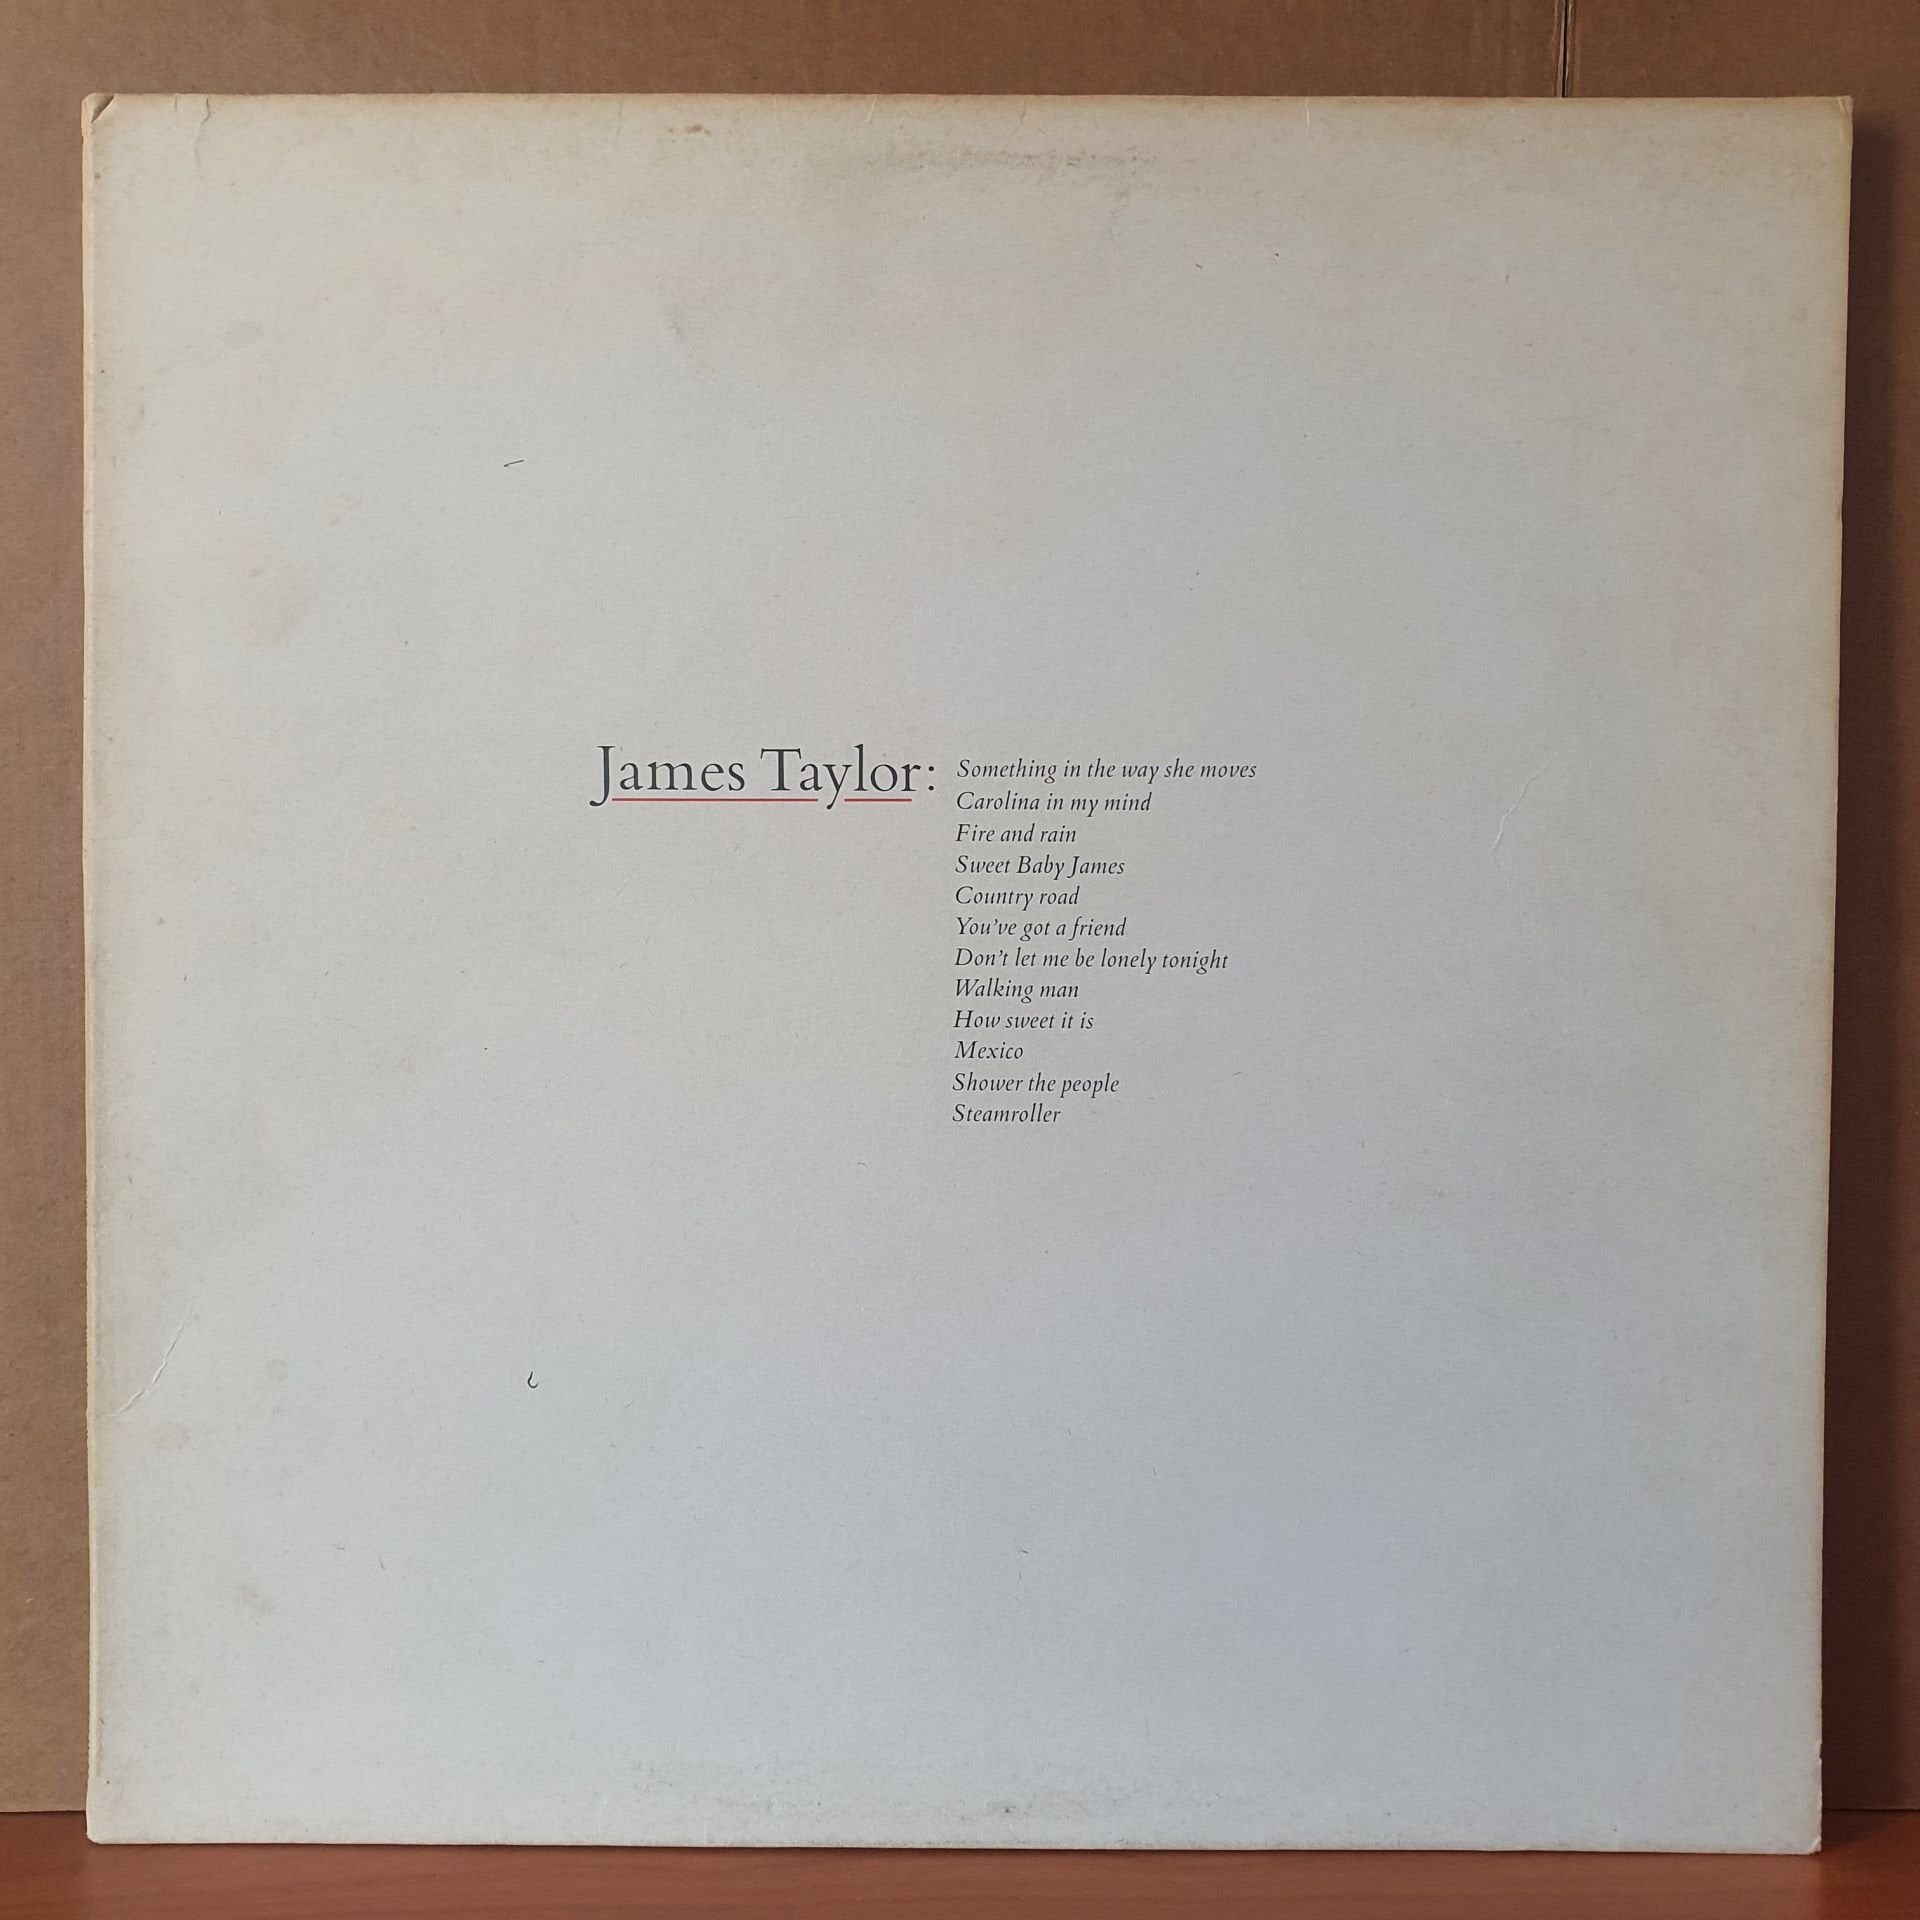 James Taylor: Something in the way she moves
Carolina in my mind
Fire and rain
Sweet Baby James
Country road
You've got a friend
Don't let me be lonely tonight
Walking man
How sweet it is
Mexico
Shower the people
Steamroller